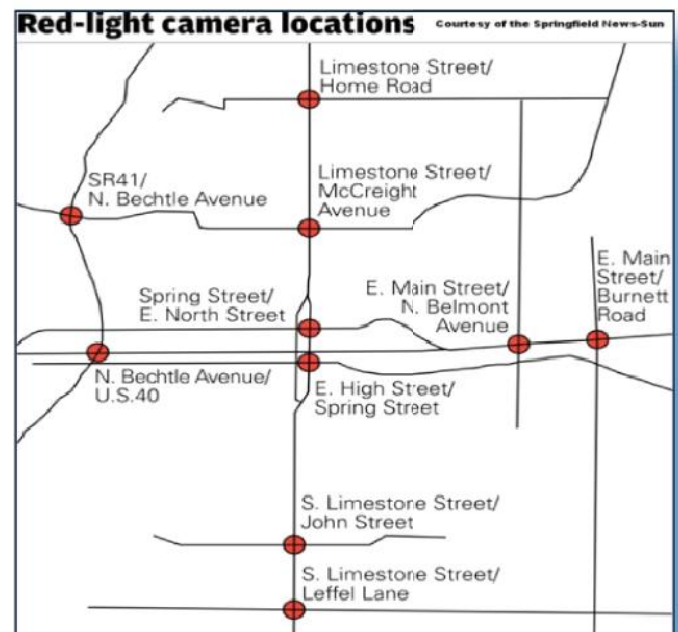 Red-light camera locations
Courtesy of the Springfield News-Sun
Limestone Street/
Home Road
Limestone Street/
McCreight
Avenue
SR41/
N. Bechtle Avenue
E. Main
Street/
Burnett
Road
E. Main Street/
N. Belmont
Avenue
Spring Street/
E. North Street
N. Bechtle Avenue/
U.S.40
E. High Street/
Spring Street
S. Limestone Street/
John Street
S. Limestone Street/
Leffel Lane